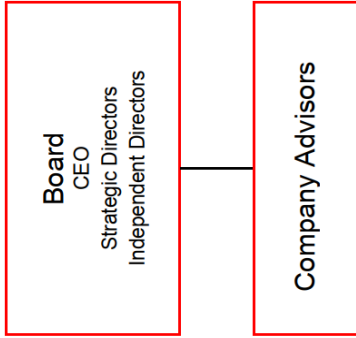 Board
CEO
Strategic Directors
Independent Directors
Company Advisors